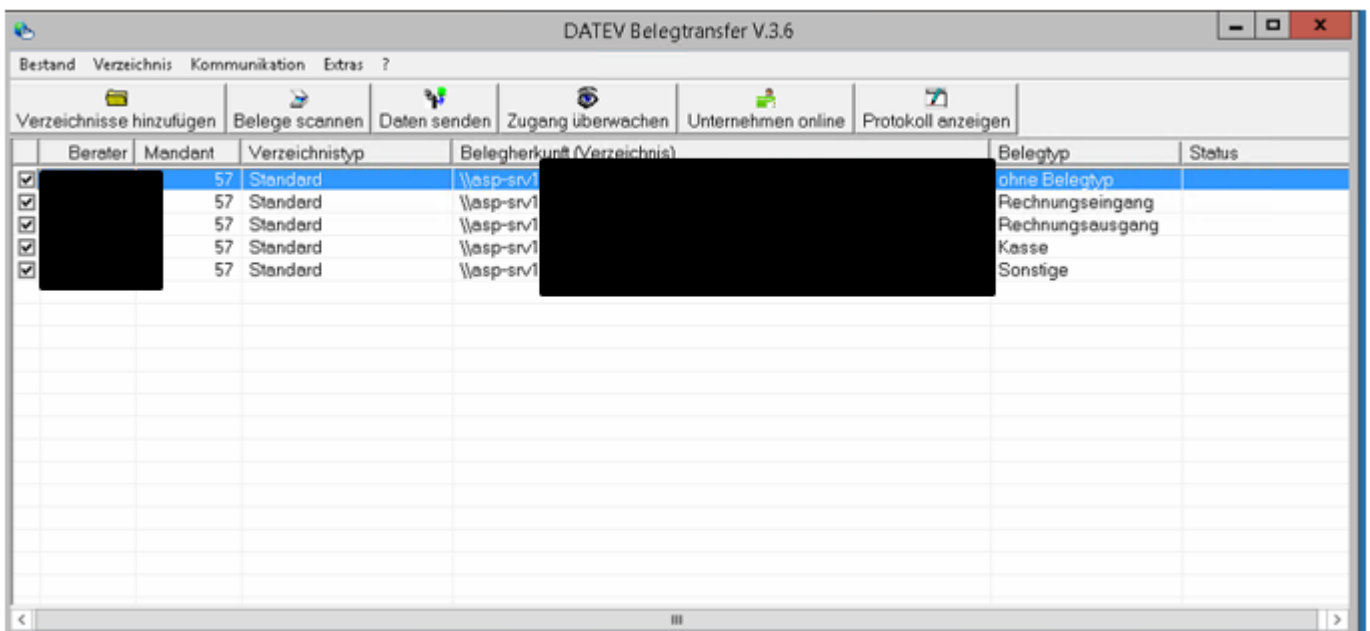 DATEV Belegtransfer V.3.6
Bestand Verzeichnis Kommunikation Extras ?
Verzeichnisse hinzufügen Belege scannen Daten senden Zugang überwachen Unternehmen online Protokoll anzeigen
Berater Mandant Verzeichnistyp Belegherkunft (Verzeichnis) Belegtyp Status
57 Standard \\asp-srv1 ohne Belegtyp
57 Standard \\asp-srv1 Rechnungseingang
57 Standard \\asp-srv1 Rechnungsausgang
57 Standard \\asp-srv1 Kasse
57 Standard \\asp-srv1 Sonstige